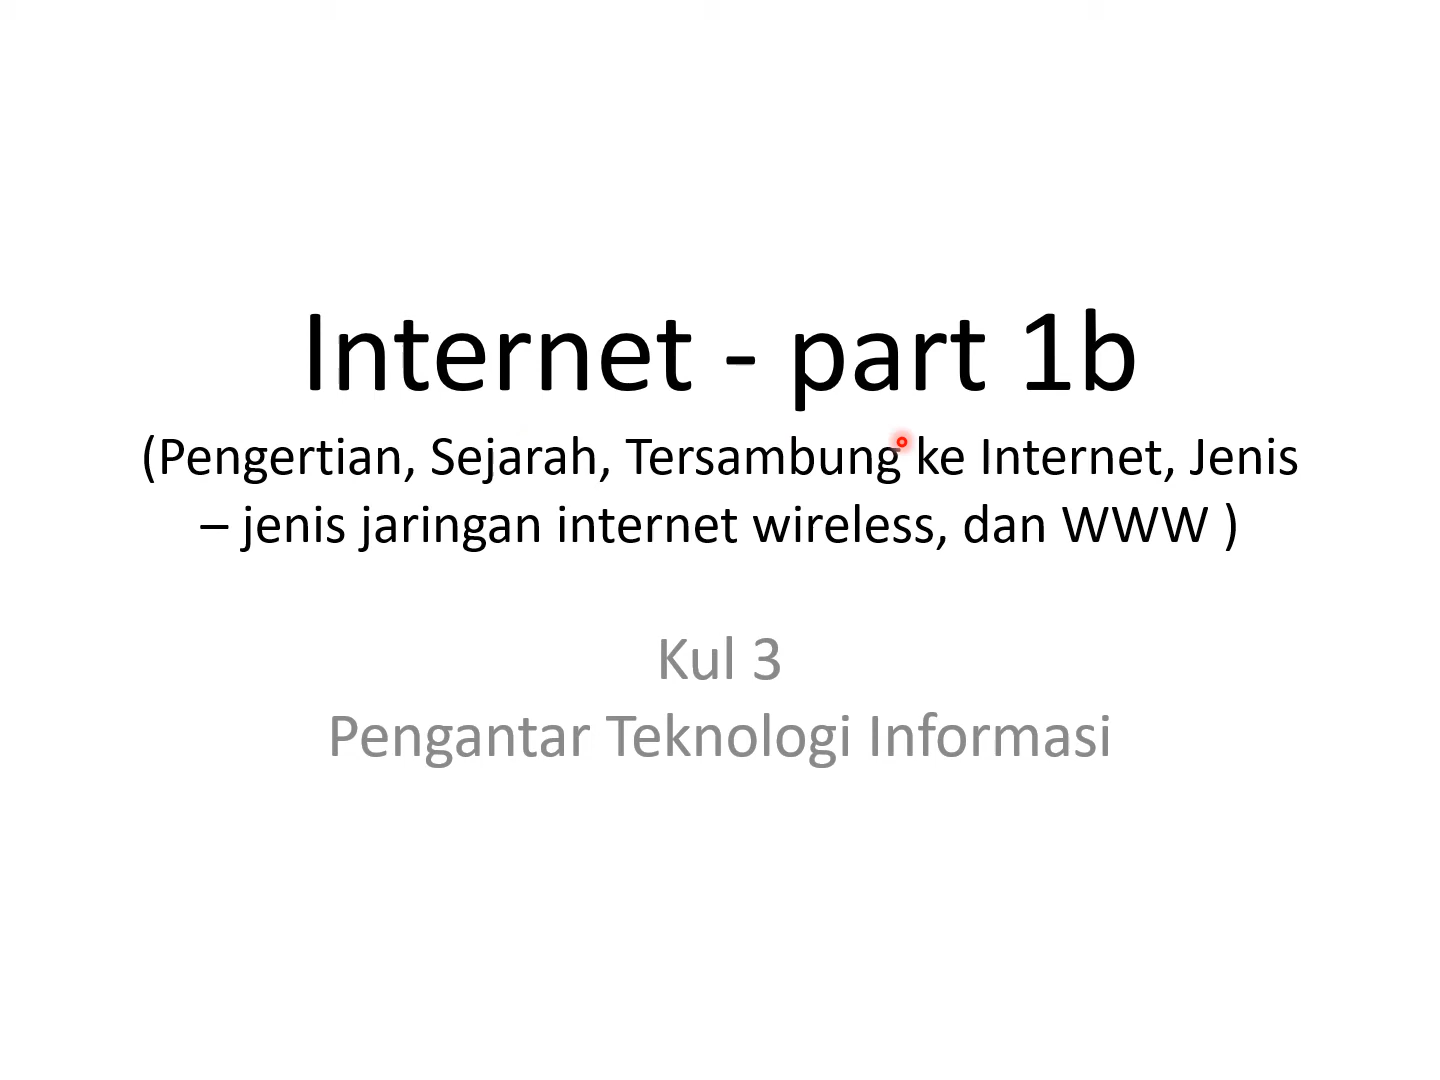 Internet - part 1b
(Pengertian, Sejarah, Tersambung ke Internet, Jenis
– jenis jaringan internet wireless, dan WWW )
Kul 3
Pengantar Teknologi Informasi